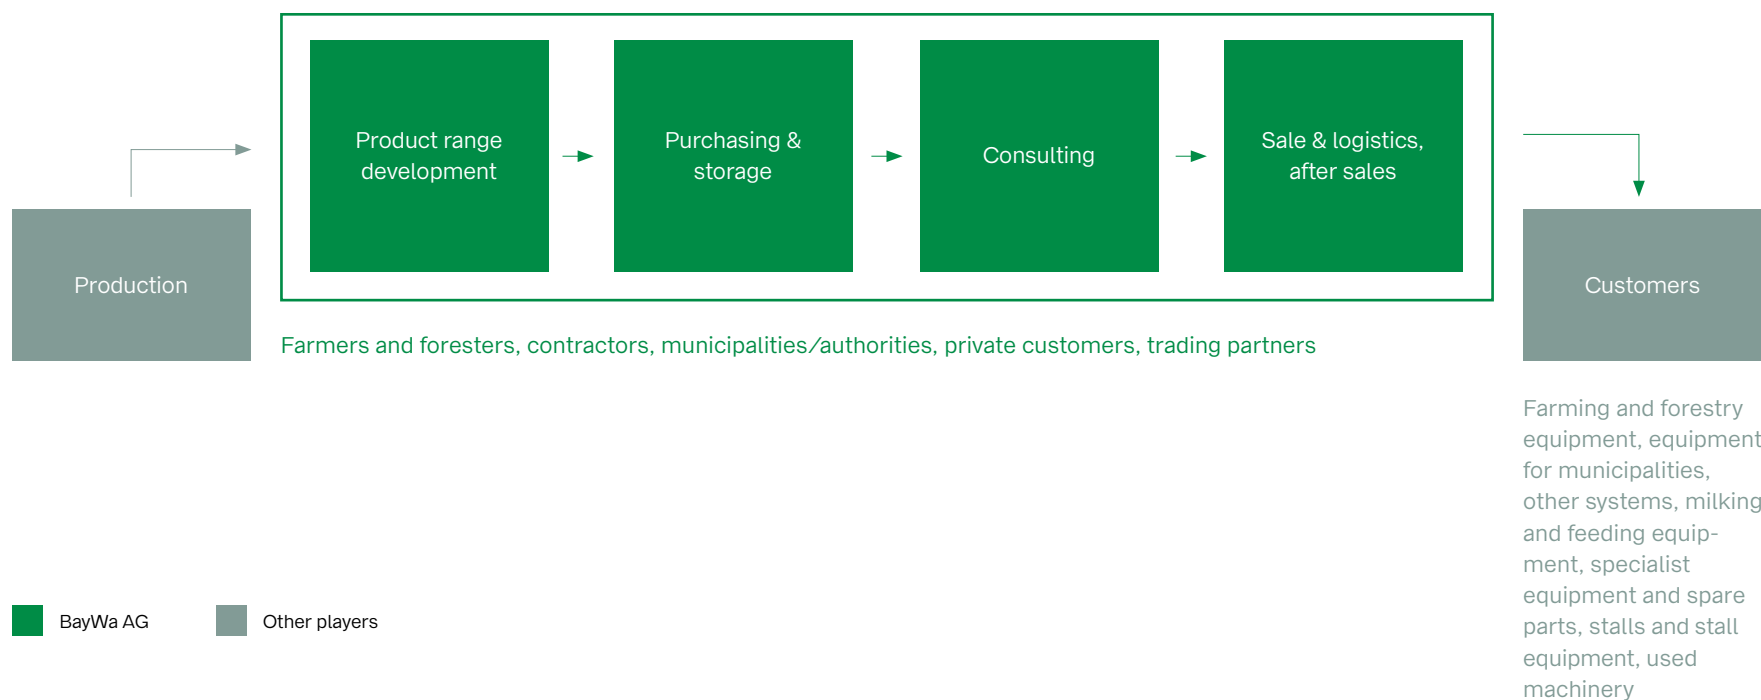 Product range
development
Purchasing &
storage
Consulting
Sale & logistics,
after sales
Production
Customers
Farmers and foresters, contractors, municipalities/authorities, private customers, trading partners
Farming and forestry
equipment, equipment
for municipalities,
other systems, milking
and feeding equip-
ment, specialist
equipment and spare
parts, stalls and stall
equipment, used
machinery
BayWa AG
Other players